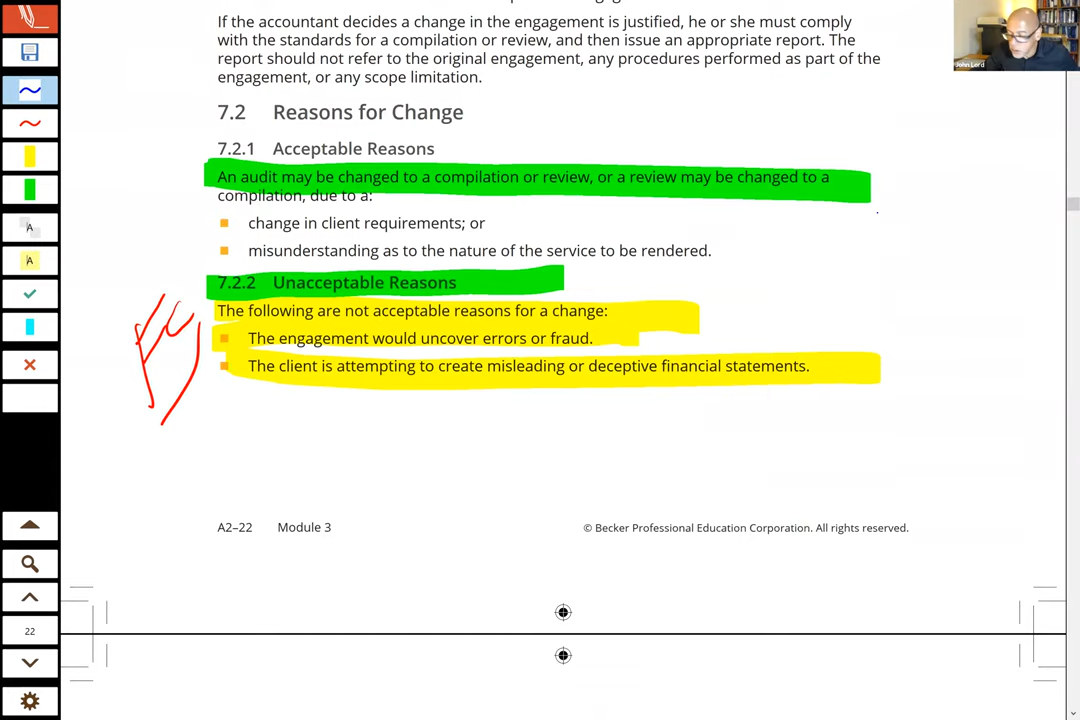 If the accountant decides a change in the engagement is justified, he or she must comply
with the standards for a compilation or review, and then issue an appropriate report. The
report should not refer to the original engagement, any procedures performed as part of the
engagement, or any scope limitation.
7.2 Reasons for Change
7.2.1 Acceptable Reasons
An audit may be changed to a compilation or review, or a review may be changed to a
compilation, due to a:
change in client requirements; or
misunderstanding as to the nature of the service to be rendered.
7.2.2 Unacceptable Reasons
The following are not acceptable reasons for a change:
The engagement would uncover errors or fraud.
The client is attempting to create misleading or deceptive financial statements.
A2–22 Module 3 © Becker Professional Education Corporation. All rights reserved.
John Lord
A
A
22